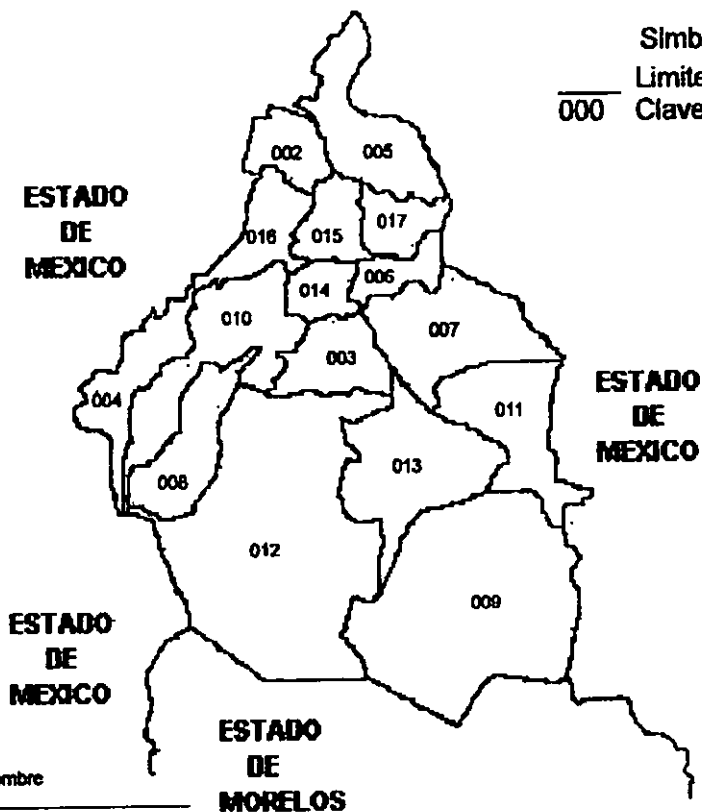 Simb
Limite
000 Clave
002
005
ESTADO
DE
MEXICO
016
015
017
006
014
010
007
003
ESTADO
DE
MEXICO
004
011
013
008
012
009
ESTADO
DE
MEXICO
ESTADO
DE
MORELOS
ombre